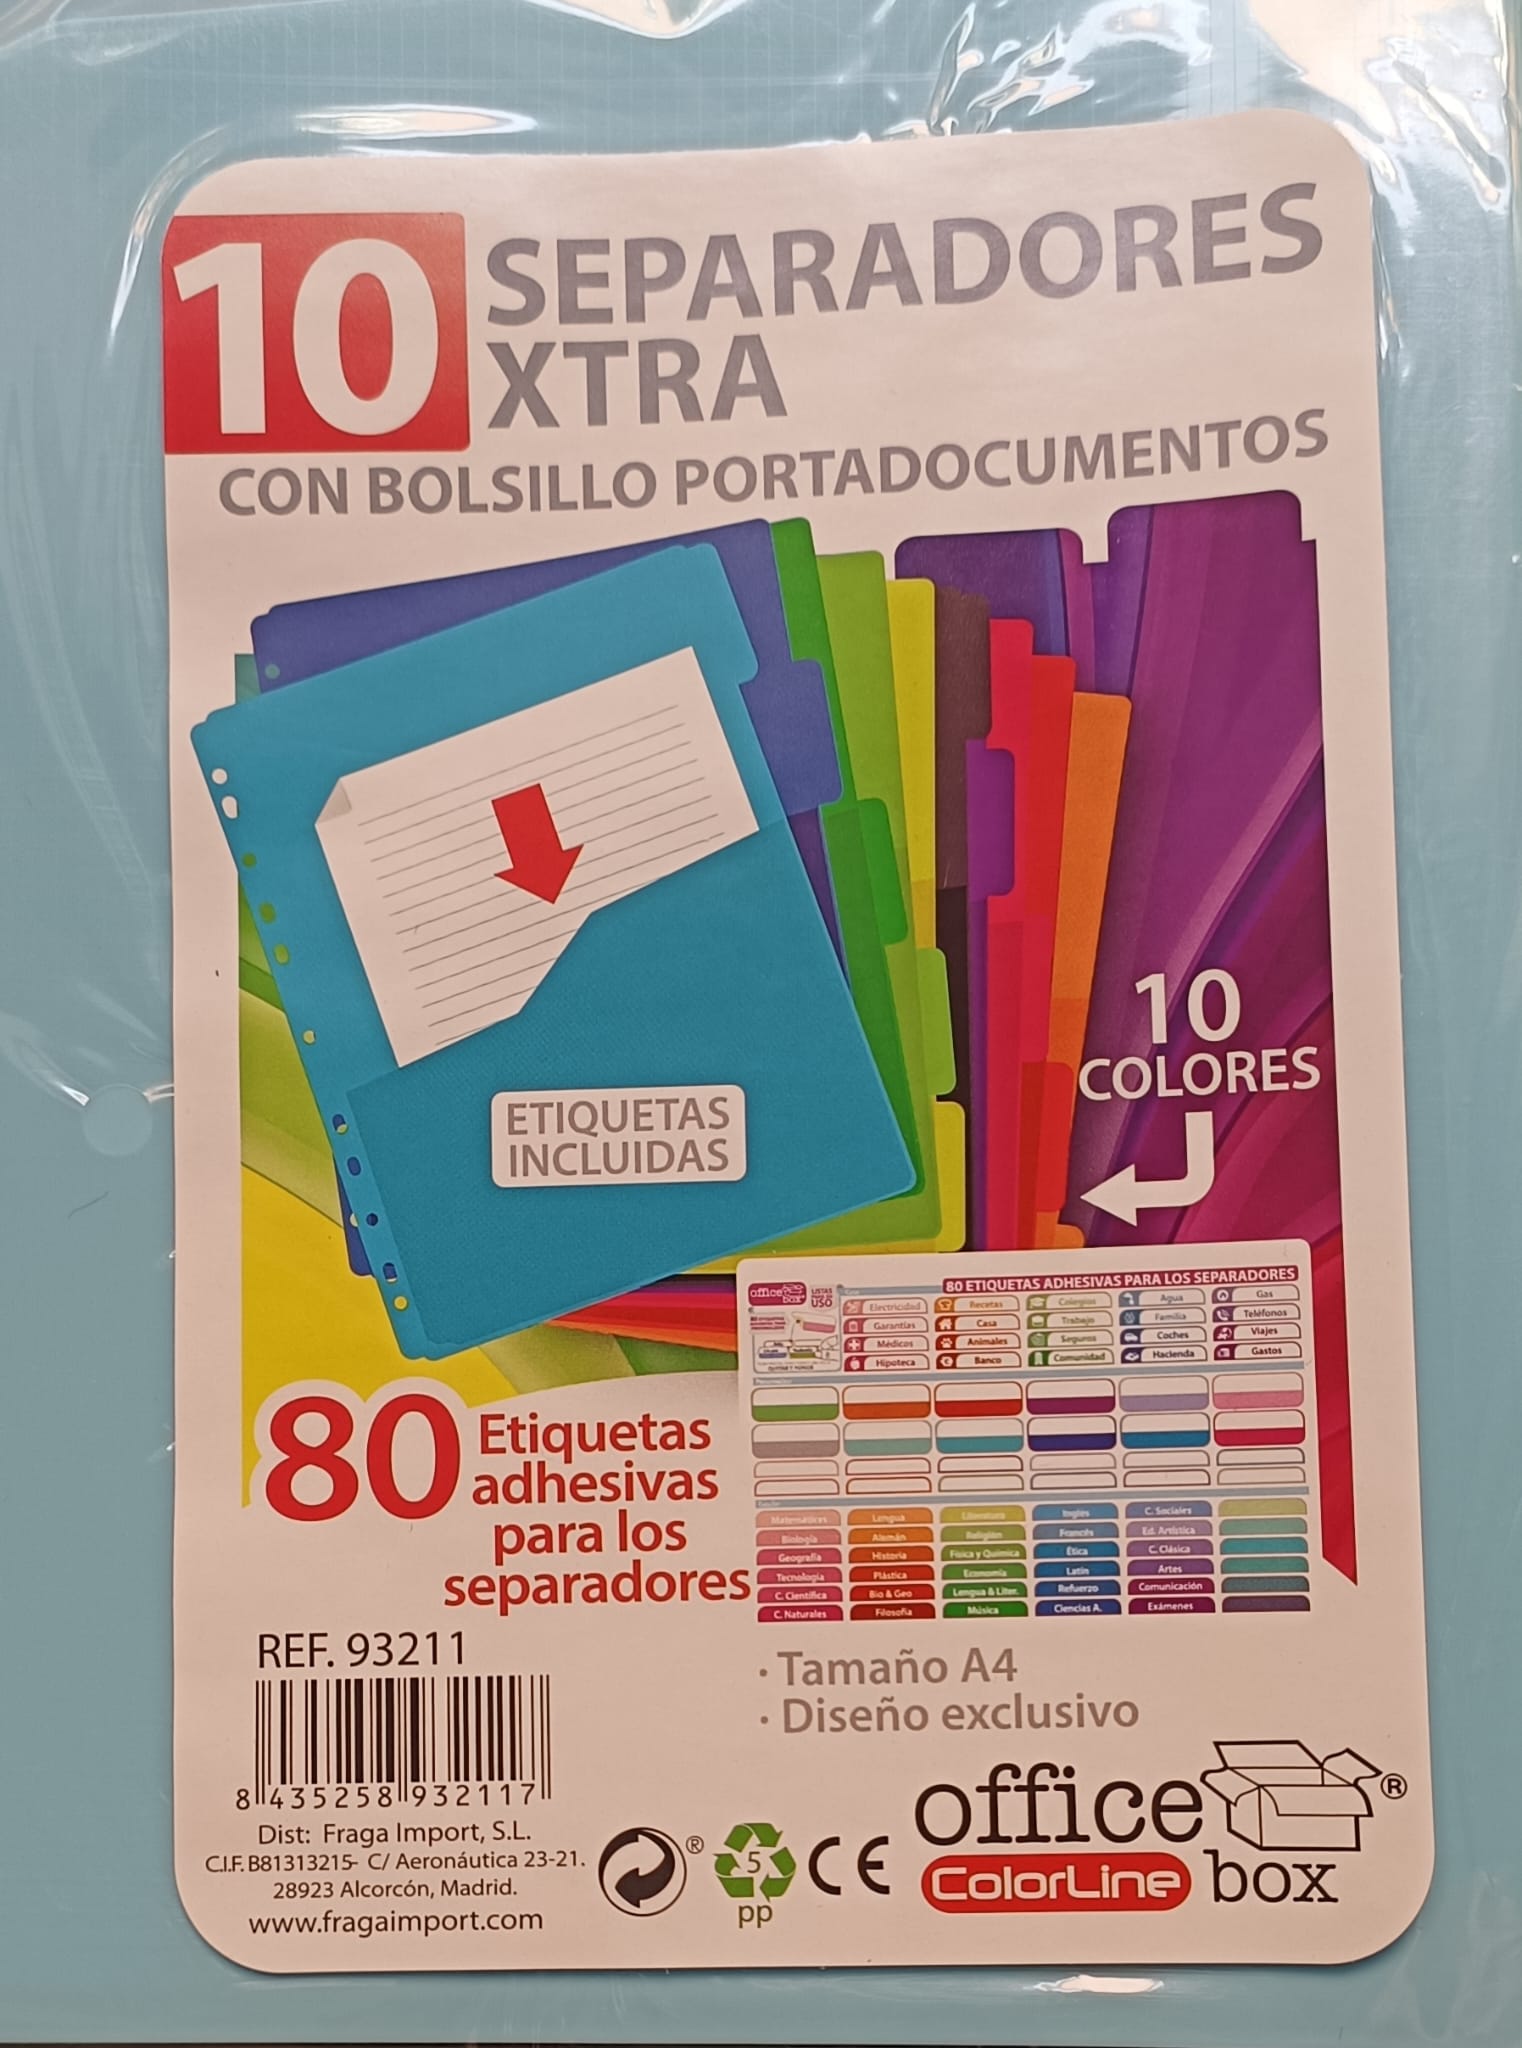 10
SEPARADORES
XTRA
CON BOLSILLO PORTADOCUMENTOS
10
COLORES
ETIQUETAS
INCLUIDAS
office
box
LISTAS
USO
80 ETIQUETAS ADHESIVAS PARA LOS SEPARADORES
Electricidad Recetas Colegios Agua Gas
Garantías Casa Trabajo Familia Teléfonos
Médicos Animales Seguros Coches Viajes
Hipoteca Banco Comunidad Hacienda Gastos
80 Etiquetas
adhesivas
para los
separadores
Matemáticas Lengua Literatura Inglés C. Sociales
Biología Alemán Religión Francés Ed. Artística
Geografía Historia Física y Química Ética C. Clásica
Tecnología Plástica Economía Latín Artes
C. Científica Bio & Geo Lengua & Liter. Refuerzo Comunicación
C. Naturales Filosofía Música Ciencias A. Exámenes
REF. 93211
8 435258 932117
Dist: Fraga Import, S.L.
C.I.F. B81313215- C/ Aeronáutica 23-21.
28923 Alcorcón, Madrid.
www.fragaimport.com
· Tamaño A4
· Diseño exclusivo
®
5
pp
CE
office
box
®
ColorLine